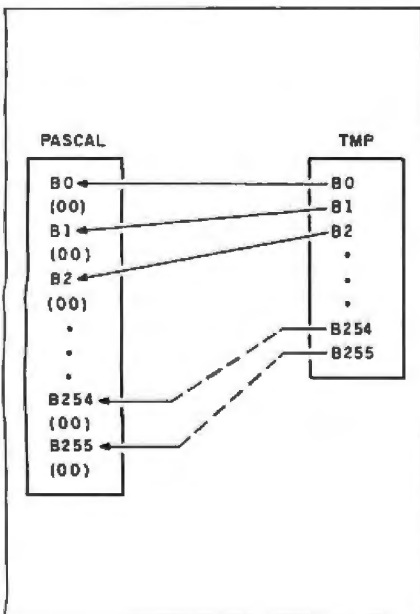 PASCAL
B0
(00)
B1
(00)
B2
(00)
.
.
.
B254
(00)
B255
(00)
TMP
B0
B1
B2
.
.
.
B254
B255